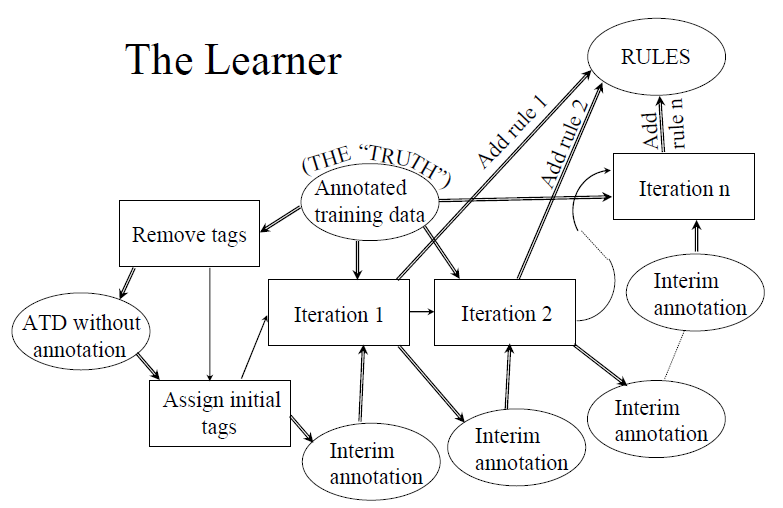 The Learner
RULES
Add rule 1
Add rule 2
Add
rule n
(THE “TRUTH”)
Annotated
training data
Iteration n
Remove tags
Iteration 1
Iteration 2
Interim
annotation
ATD without
annotation
Assign initial
tags
Interim
annotation
Interim
annotation
Interim
annotation